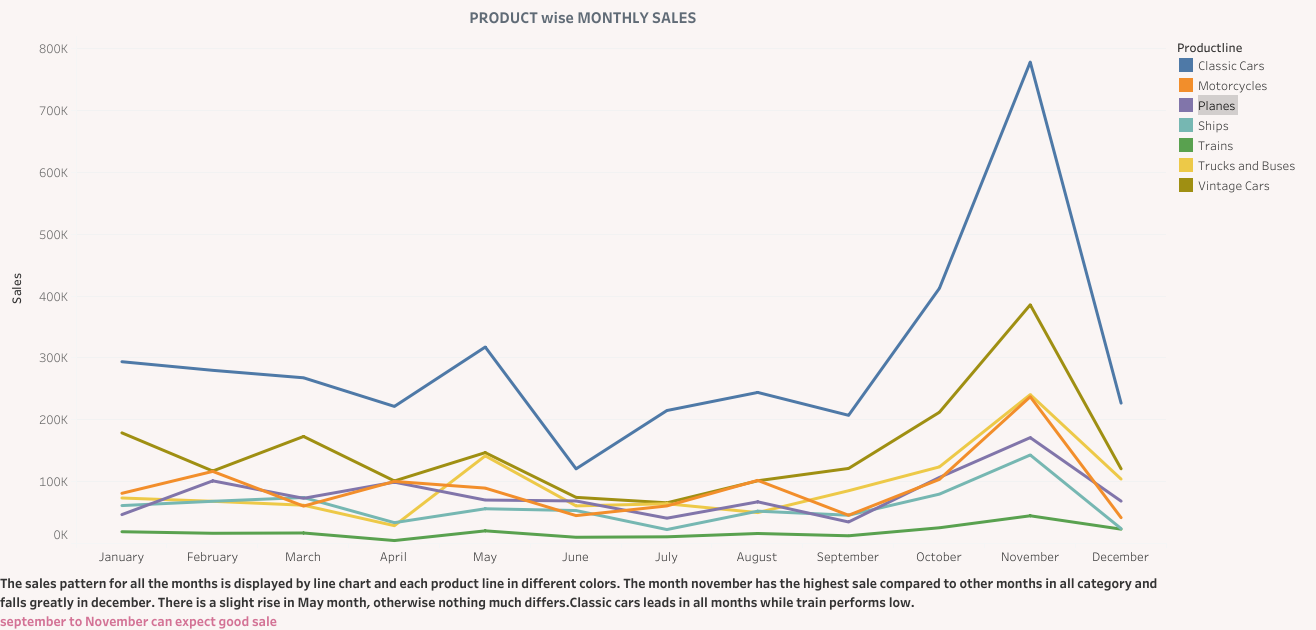 PRODUCT wise MONTHLY SALES
800K
700K
600K
500K
400K
300K
200K
100K
0K
Sales
January February March April May June July August September October November December
Productline
Classic Cars
Motorcycles
Planes
Ships
Trains
Trucks and Buses
Vintage Cars
The sales pattern for all the months is displayed by line chart and each product line in different colors. The month november has the highest sale compared to other months in all category and
falls greatly in december. There is a slight rise in May month, otherwise nothing much differs.Classic cars leads in all months while train performs low.
september to November can expect good sale